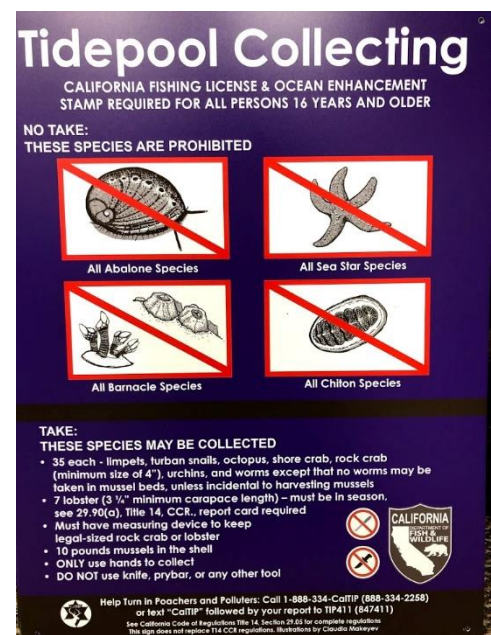 Tidepool Collecting
CALIFORNIA FISHING LICENSE & OCEAN ENHANCEMENT
STAMP REQUIRED FOR ALL PERSONS 16 YEARS AND OLDER
NO TAKE:
THESE SPECIES ARE PROHIBITED
All Abalone Species
All Sea Star Species
All Barnacle Species
All Chiton Species
TAKE:
THESE SPECIES MAY BE COLLECTED
• 35 each - limpets, turban snails, octopus, shore crab, rock crab
(minimum size of 4"), urchins, and worms except that no worms may be
taken in mussel beds, unless incidental to harvesting mussels
• 7 lobster (3 ¼" minimum carapace length) – must be in season,
see 29.90(a), Title 14, CCR., report card required
• Must have measuring device to keep
legal-sized rock crab or lobster
• 10 pounds mussels in the shell
• ONLY use hands to collect
• DO NOT use knife, prybar, or any other tool
CALIFORNIA
DEPARTMENT OF
FISH &
WILDLIFE
Help Turn in Poachers and Polluters: Call 1-888-334-CalTIP (888-334-2258)
or text "CalTIP" followed by your report to TIP411 (847411)
See California Code of Regulations Title 14, Section 29.05 for complete regulations
This sign does not replace T14 CCR regulations. Illustrations by Claudia Makeyev